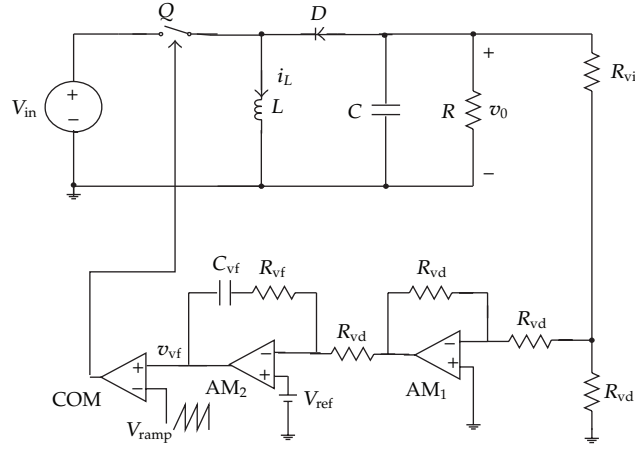 Q
D
+
R_vi
V_in
+
−
i_L
L
C
R
v_0
−
C_vf
R_vf
R_vd
v_vf
R_vd
R_vd
COM
+
−
AM_2
−
+
AM_1
−
+
R_vd
V_ramp
V_ref